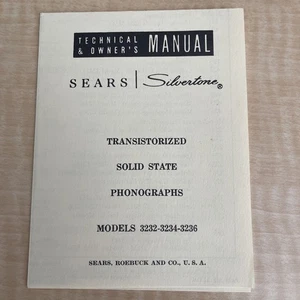 TECHNICAL & OWNER'S MANUAL
SEARS | Silvertone®
TRANSISTORIZED
SOLID STATE
PHONOGRAPHS
MODELS 3232-3234-3236
SEARS, ROEBUCK AND CO., U. S. A.